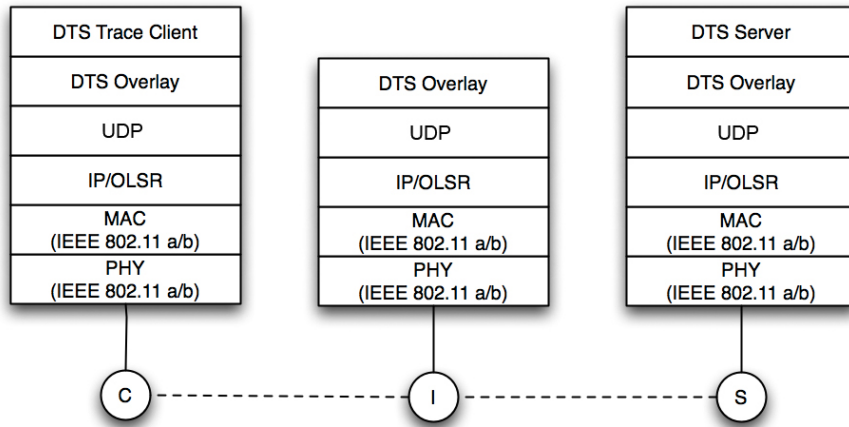 DTS Trace Client
DTS Overlay
UDP
IP/OLSR
MAC
(IEEE 802.11 a/b)
PHY
(IEEE 802.11 a/b)
C
DTS Overlay
UDP
IP/OLSR
MAC
(IEEE 802.11 a/b)
PHY
(IEEE 802.11 a/b)
I
DTS Server
DTS Overlay
UDP
IP/OLSR
MAC
(IEEE 802.11 a/b)
PHY
(IEEE 802.11 a/b)
S